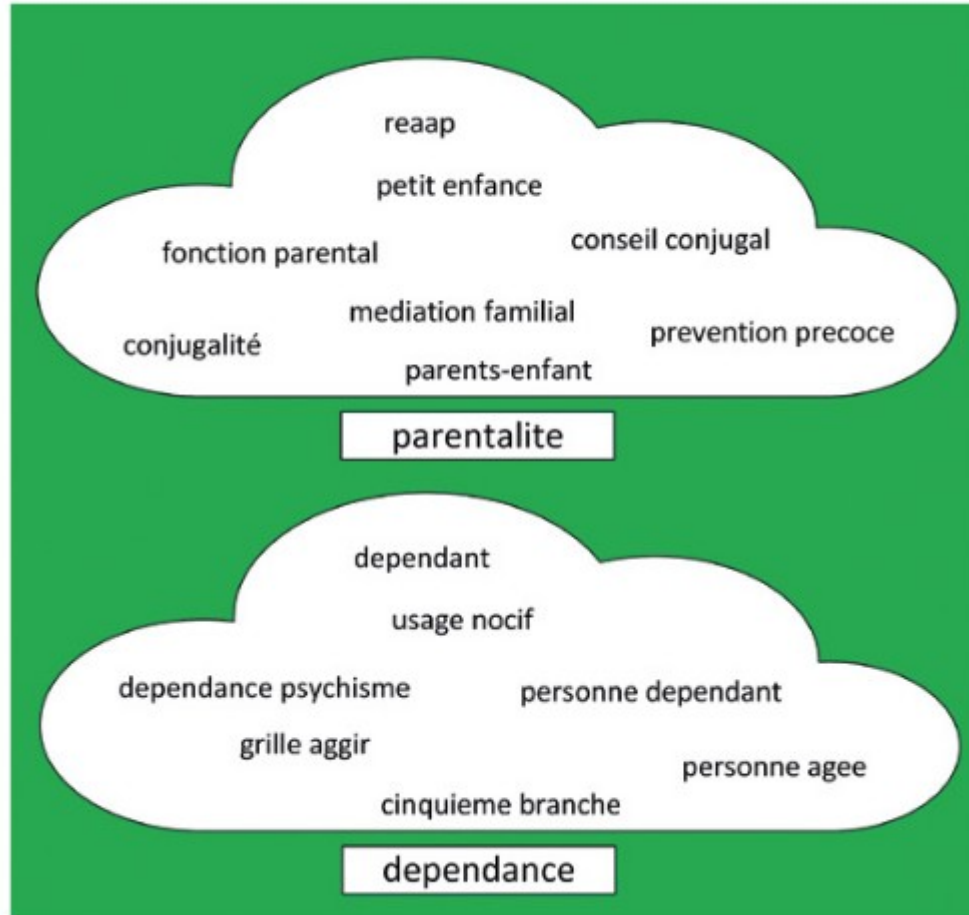 reaap
petit enfance
conseil conjugal
fonction parental
mediation familial
prevention precoce
conjugalité
parents-enfant
parentalite
dependant
usage nocif
dependance psychisme
personne dependant
grille aggir
personne agee
cinquieme branche
dependance